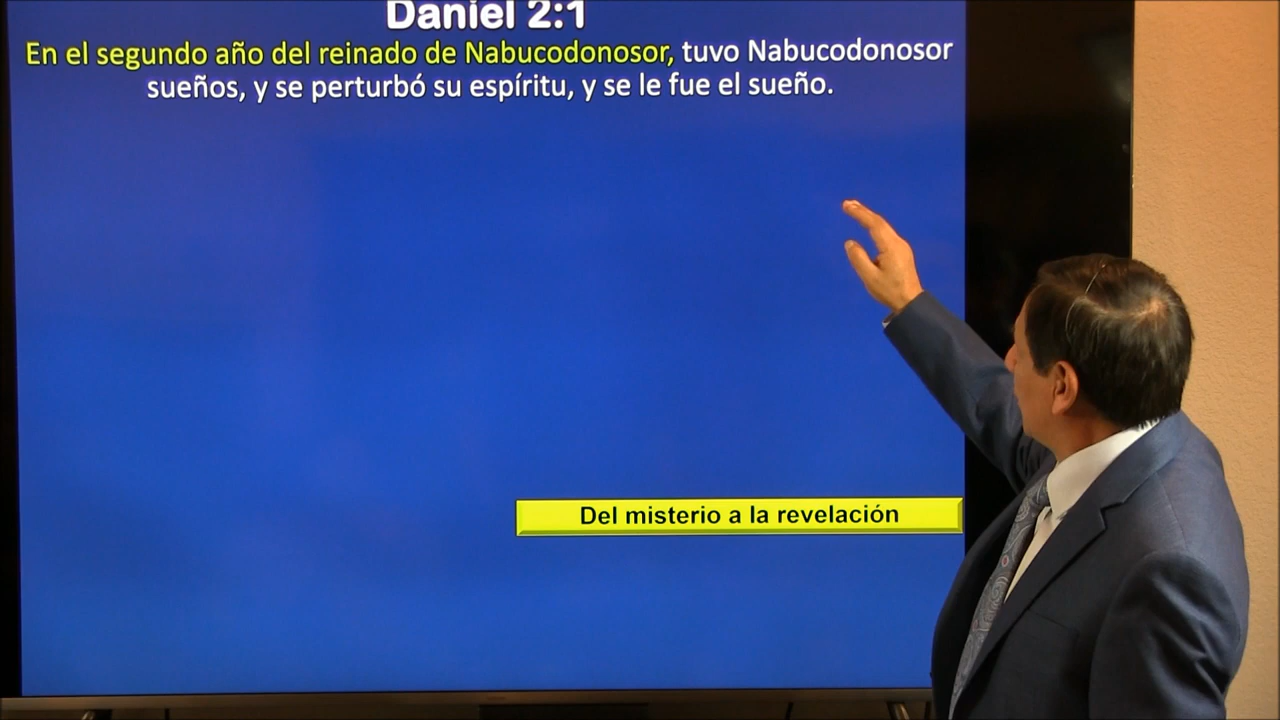 Daniel 2:1
En el segundo año del reinado de Nabucodonosor, tuvo Nabucodonosor
sueños, y se perturbó su espíritu, y se le fue el sueño.
Del misterio a la revelación